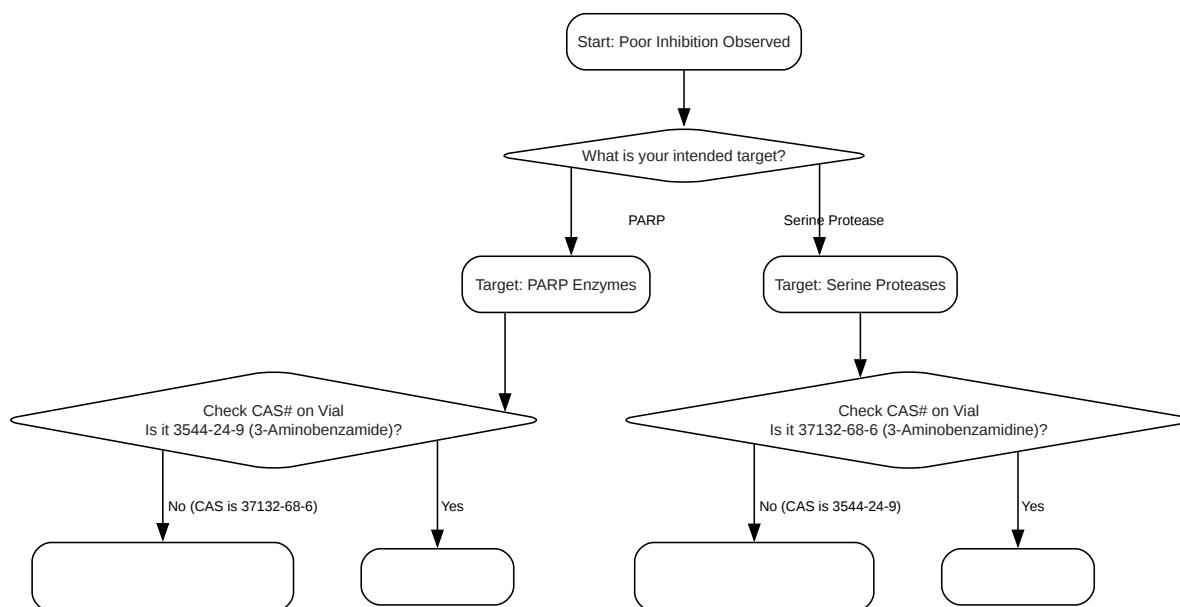 Start: Poor Inhibition Observed
What is your intended target?
PARP
Serine Protease
Target: PARP Enzymes
Target: Serine Proteases
Check CAS# on Vial
Is it 3544-24-9 (3-Aminobenzamide)?
Check CAS# on Vial
Is it 37132-68-6 (3-Aminobenzamidine)?
No (CAS is 37132-68-6)
Yes
No (CAS is 3544-24-9)
Yes